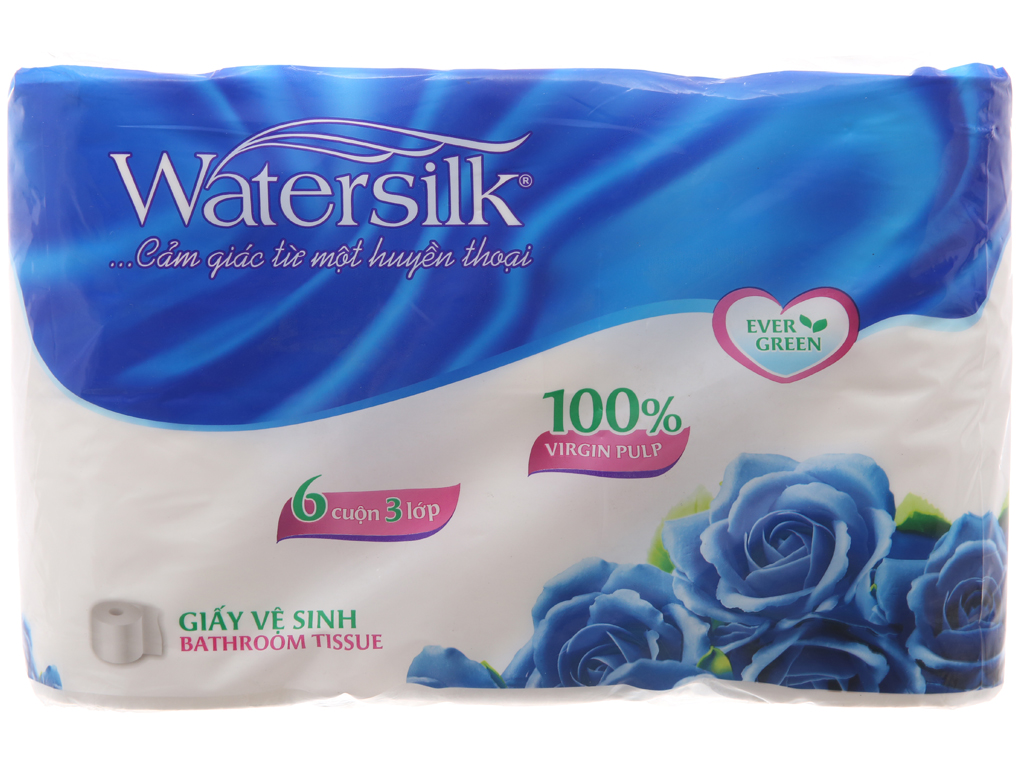 Watersilk®
...Cảm giác từ một huyền thoại
EVER
GREEN
100%
VIRGIN PULP
6 cuộn 3 lớp
GIẤY VỆ SINH
BATHROOM TISSUE